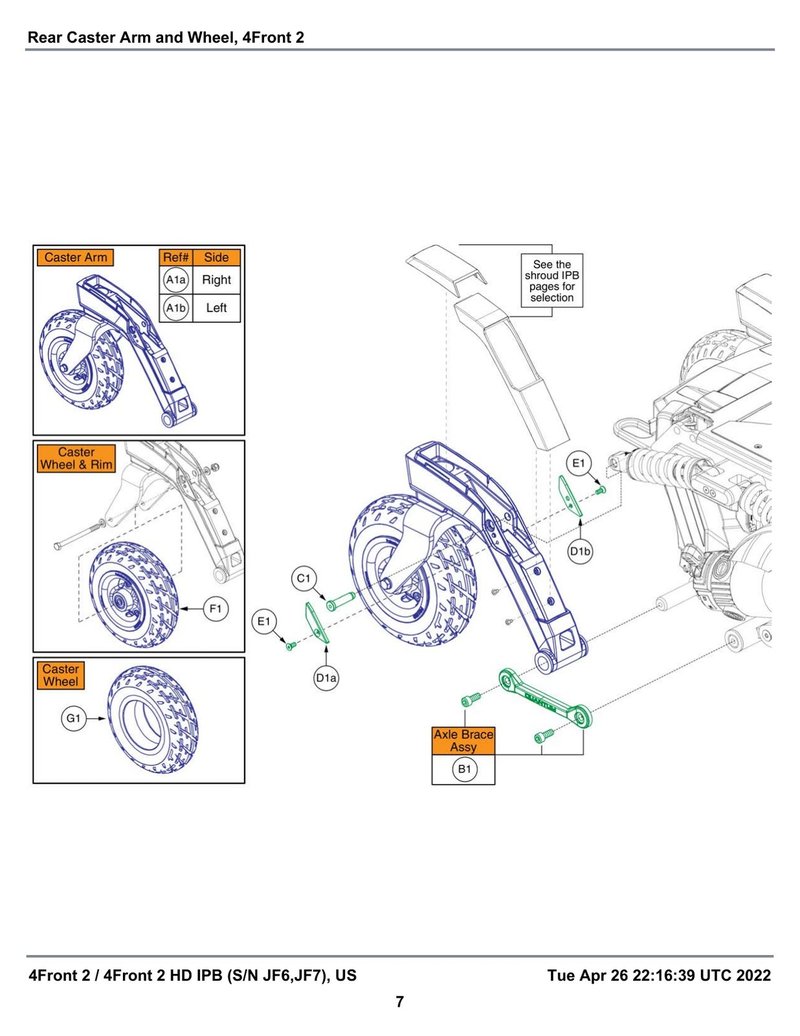 Rear Caster Arm and Wheel, 4Front 2
Caster Arm
Ref# Side
A1a Right
A1b Left
See the
shroud IPB
pages for
selection
Caster
Wheel & Rim
F1
Caster
Wheel
G1
E1
D1b
C1
E1
D1a
QUANTUM
Axle Brace
Assy
B1
4Front 2 / 4Front 2 HD IPB (S/N JF6,JF7), US
Tue Apr 26 22:16:39 UTC 2022
7